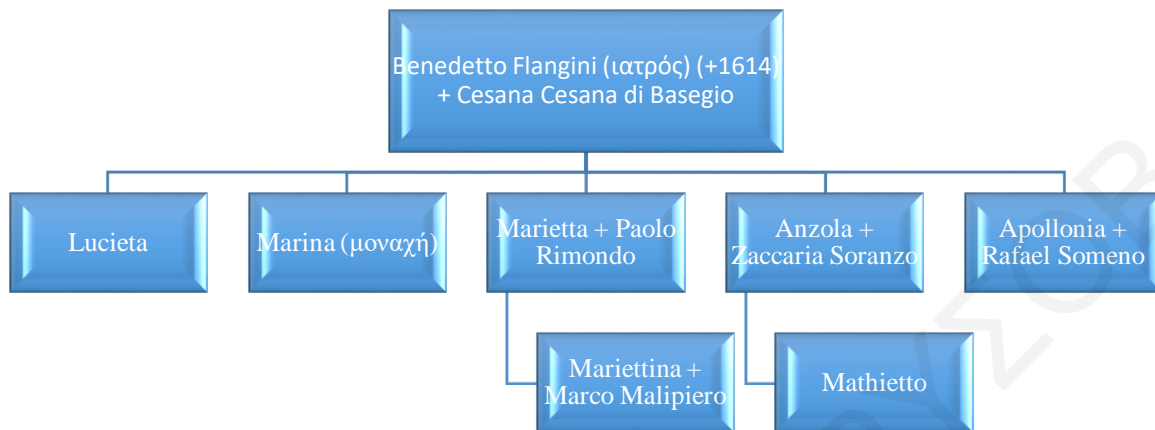 Benedetto Flangini (ιατρός) (+1614)
+ Cesana Cesana di Basegio
Lucieta
Marina (μοναχή)
Marietta + Paolo
Rimondo
Anzola +
Zaccaria Soranzo
Apollonia +
Rafael Someno
Mariettina +
Marco Malipiero
Mathietto